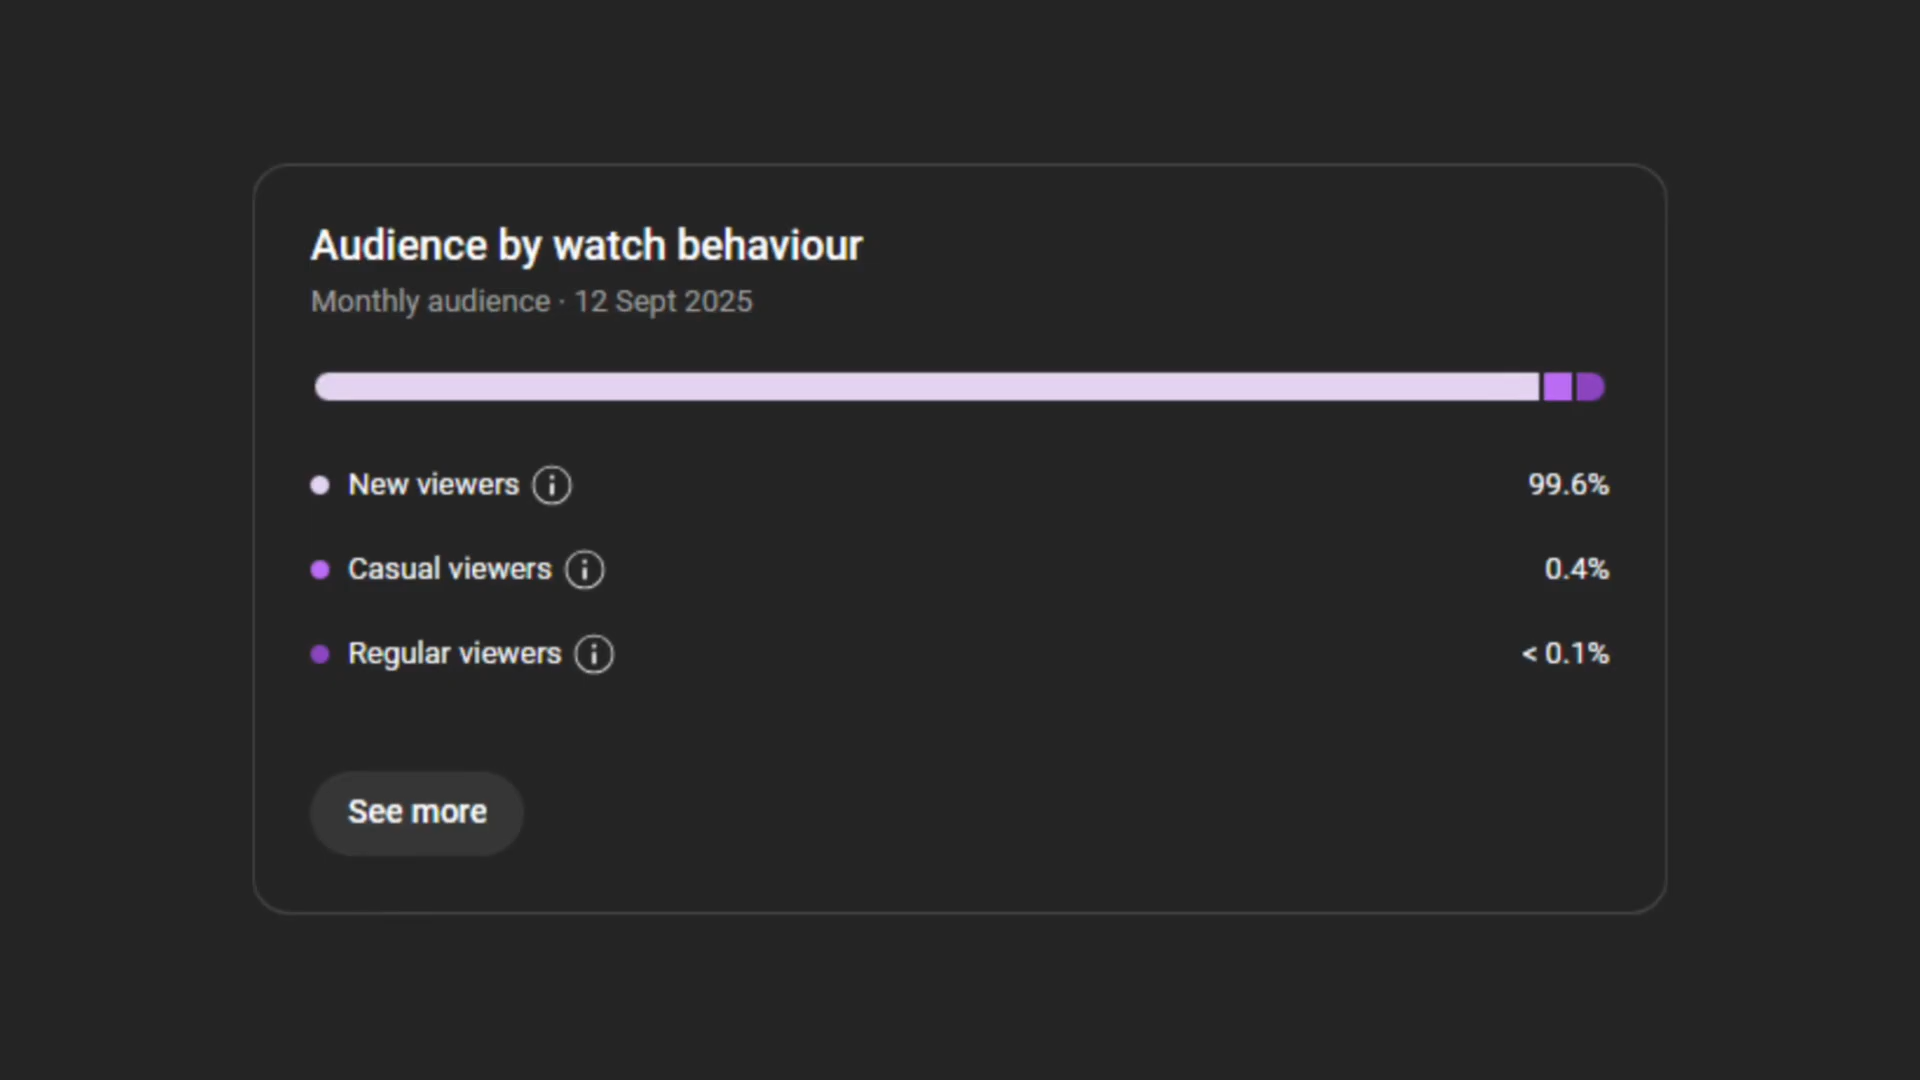 Audience by watch behaviour
Monthly audience · 12 Sept 2025
New viewers 99.6%
Casual viewers 0.4%
Regular viewers < 0.1%
See more